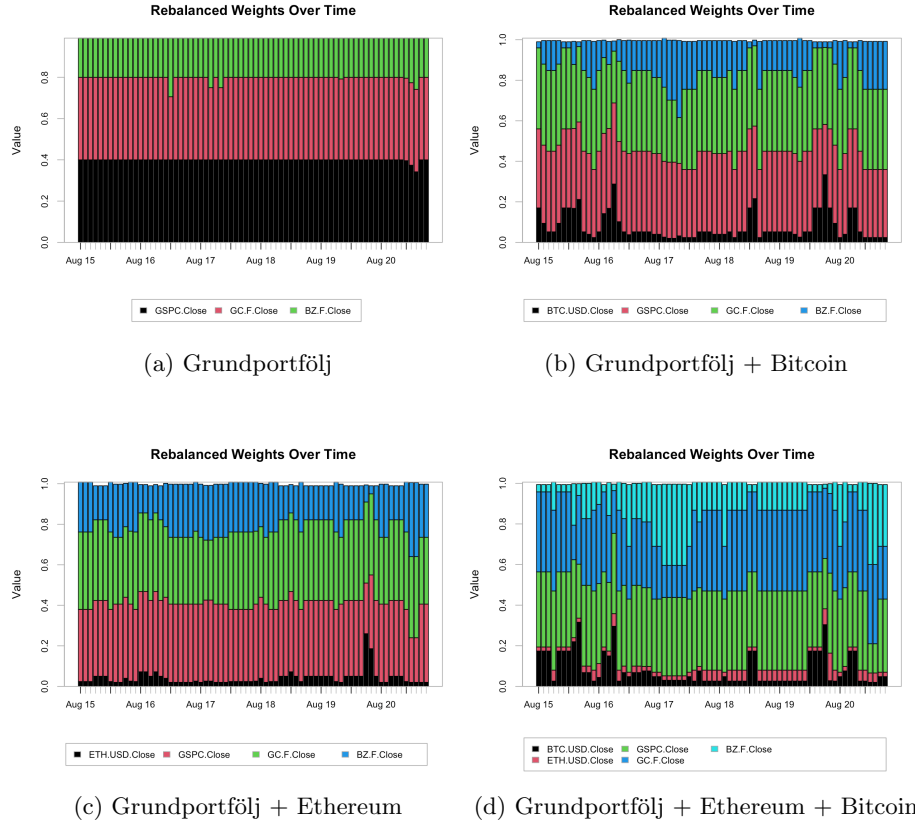 Rebalanced Weights Over Time
Value
0.0 0.2 0.4 0.6 0.8
Aug 15 Aug 16 Aug 17 Aug 18 Aug 19 Aug 20
GSPC.Close GC.F.Close BZ.F.Close
(a) Grundportfölj
Rebalanced Weights Over Time
Value
0.0 0.2 0.4 0.6 0.8 1.0
Aug 15 Aug 16 Aug 17 Aug 18 Aug 19 Aug 20
BTC.USD.Close GSPC.Close GC.F.Close BZ.F.Close
(b) Grundportfölj + Bitcoin
Rebalanced Weights Over Time
Value
0.0 0.2 0.4 0.6 0.8 1.0
Aug 15 Aug 16 Aug 17 Aug 18 Aug 19 Aug 20
ETH.USD.Close GSPC.Close GC.F.Close BZ.F.Close
(c) Grundportfölj + Ethereum
Rebalanced Weights Over Time
Value
0.0 0.2 0.4 0.6 0.8 1.0
Aug 15 Aug 16 Aug 17 Aug 18 Aug 19 Aug 20
BTC.USD.Close GSPC.Close BZ.F.Close
ETH.USD.Close GC.F.Close
(d) Grundportfölj + Ethereum + Bitcoin